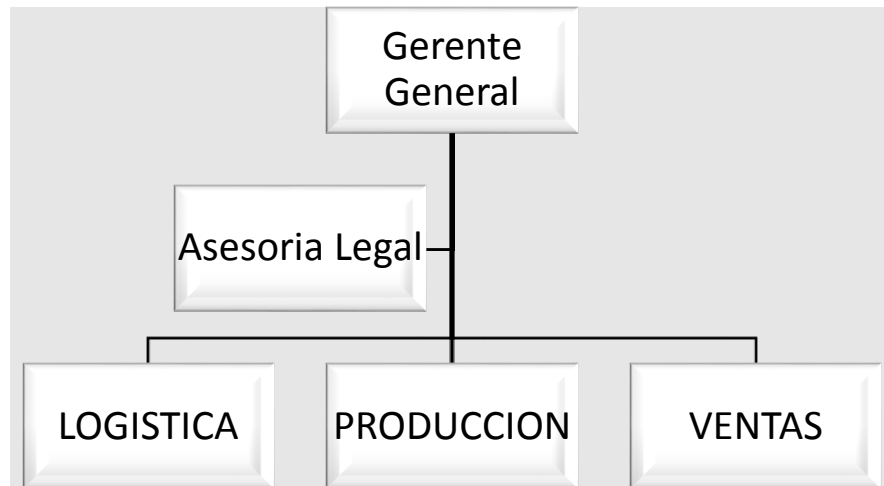 Gerente
General
Asesoria Legal
LOGISTICA
PRODUCCION
VENTAS